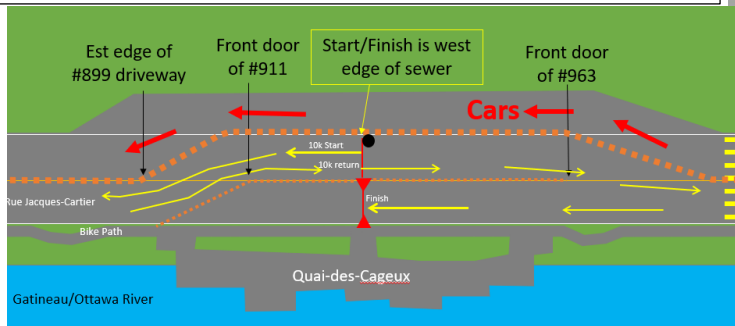 Est edge of
#899 driveway
Front door
of #911
Start/Finish is west
edge of sewer
Front door
of #963
Cars
10k Start
10k return
Rue Jacques-Cartier
Finish
Bike Path
Quai-des-Cageux
Gatineau/Ottawa River